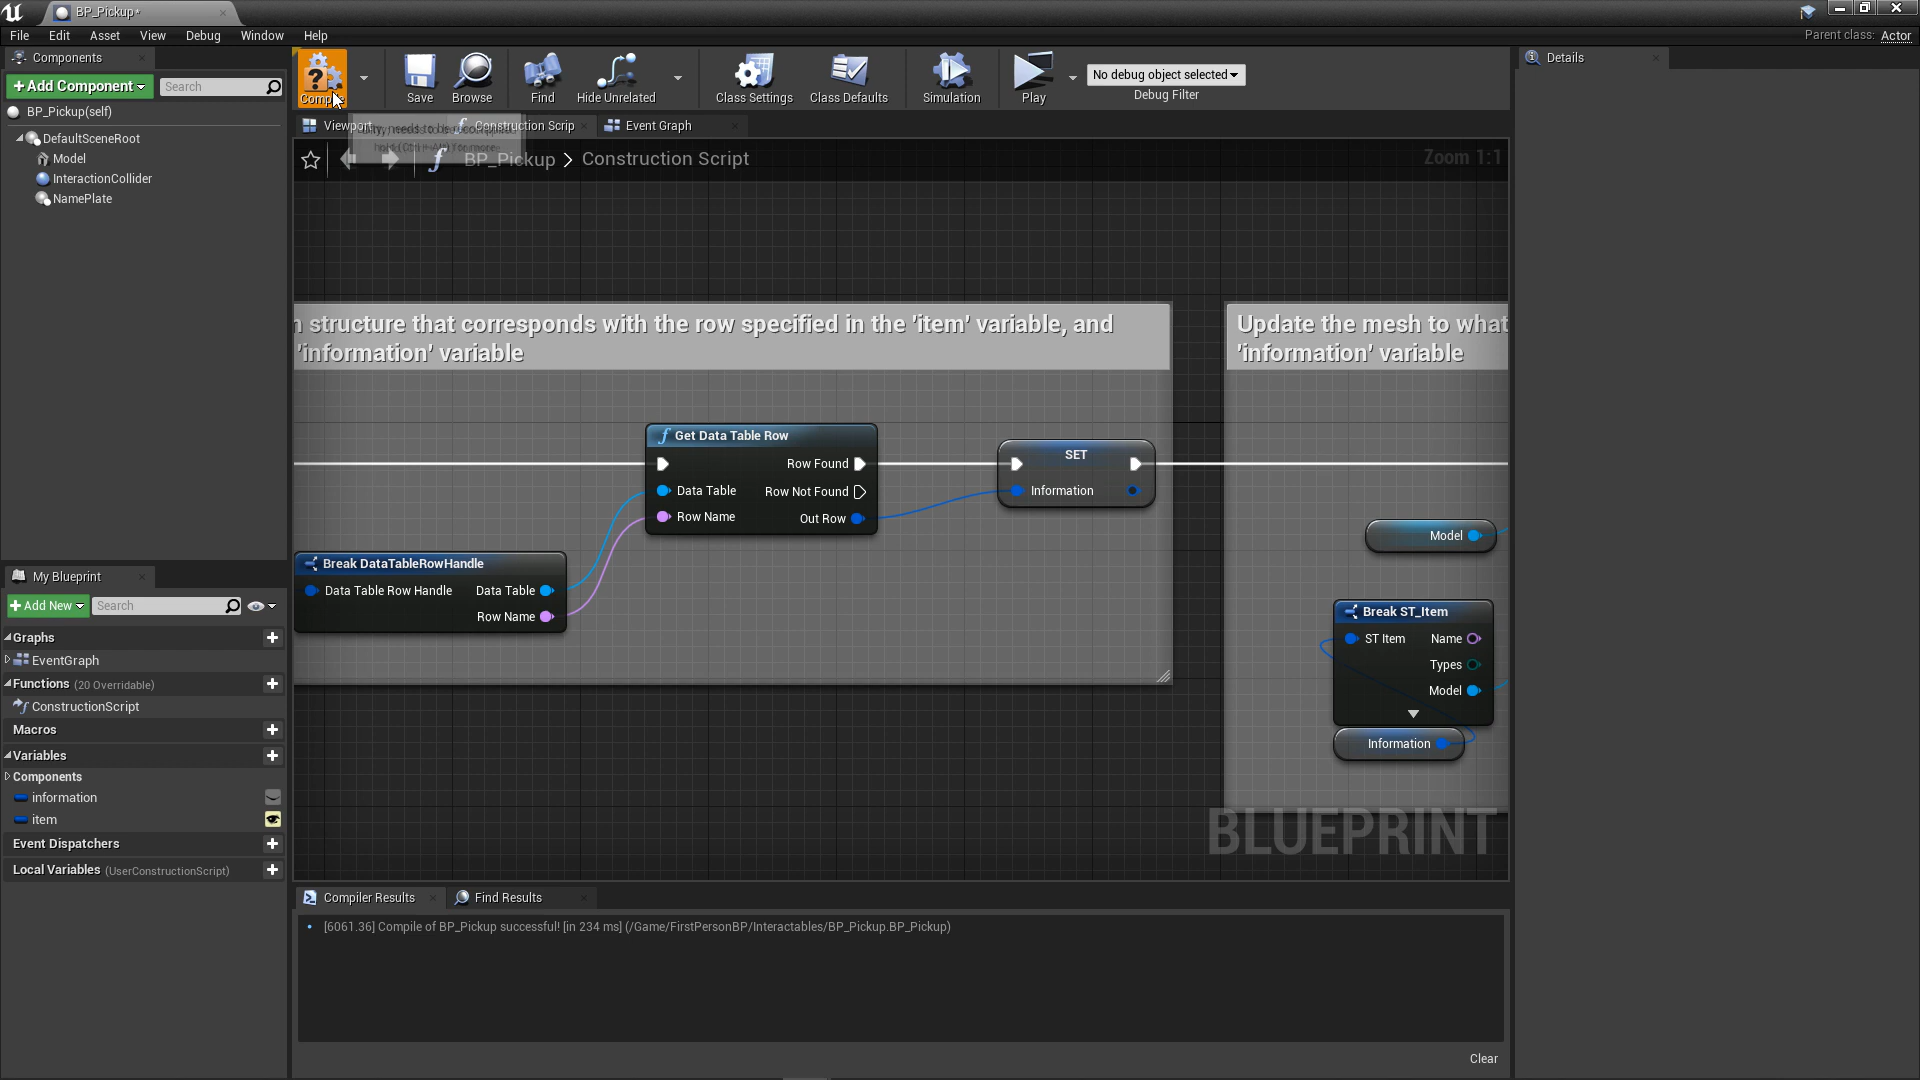 BP_Pickup*
File Edit Asset View Debug Window Help
Parent class: Actor
Components
+Add Component
Search
BP_Pickup(self)
DefaultSceneRoot
Model
InteractionCollider
NamePlate
Save
Browse
Find
Hide Unrelated
Class Settings
Class Defaults
Simulation
Play
No debug object selected
Debug Filter
Details
Viewport
Construction Scrip
Event Graph
BP_Pickup > Construction Script
Zoom 1:1
structure that corresponds with the row specified in the 'item' variable, and
'information' variable
Update the mesh to what
'information' variable
Get Data Table Row
Row Found
Data Table
Row Not Found
Row Name
Out Row
SET
Information
Break DataTableRowHandle
Data Table Row Handle
Data Table
Row Name
Model
Break ST_Item
ST Item
Name
Types
Model
Information
BLUEPRINT
My Blueprint
+Add New
Search
Graphs
EventGraph
Functions (20 Overridable)
ConstructionScript
Macros
Variables
Components
information
item
Event Dispatchers
Local Variables (UserConstructionScript)
Compiler Results
Find Results
[6061.36] Compile of BP_Pickup successful! [in 234 ms] (/Game/FirstPersonBP/Interactables/BP_Pickup.BP_Pickup)
Clear